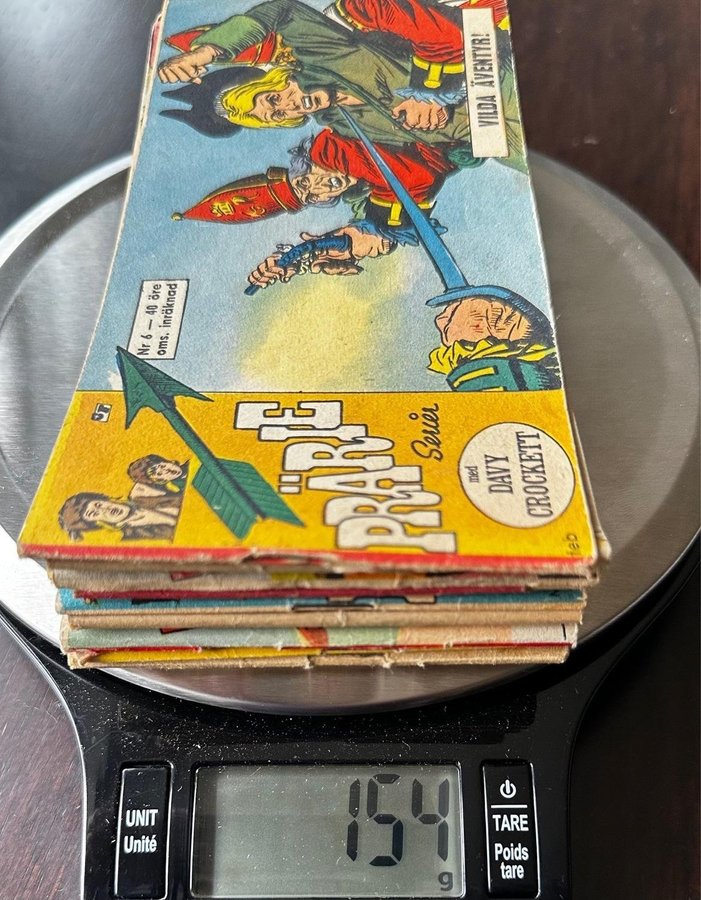 VILDA ÄVENTYR!
Nr 6 – 40 öre
oms. inräknad
PRÄRIE
Serier
med
DAVY
CROCKETT
ieb
UNIT
Unité
154
g
TARE
Poids
tare